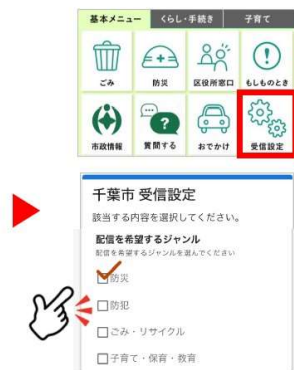 基本メニュー くらし・手続き 子育て
ごみ 防災 区役所窓口 もしものとき
市政情報 質問する おでかけ 受信設定
千葉市 受信設定
該当する内容を選択してください。
配信を希望するジャンル
配信を希望するジャンルを選んでください
防災
防犯
ごみ・リサイクル
子育て・保育・教育